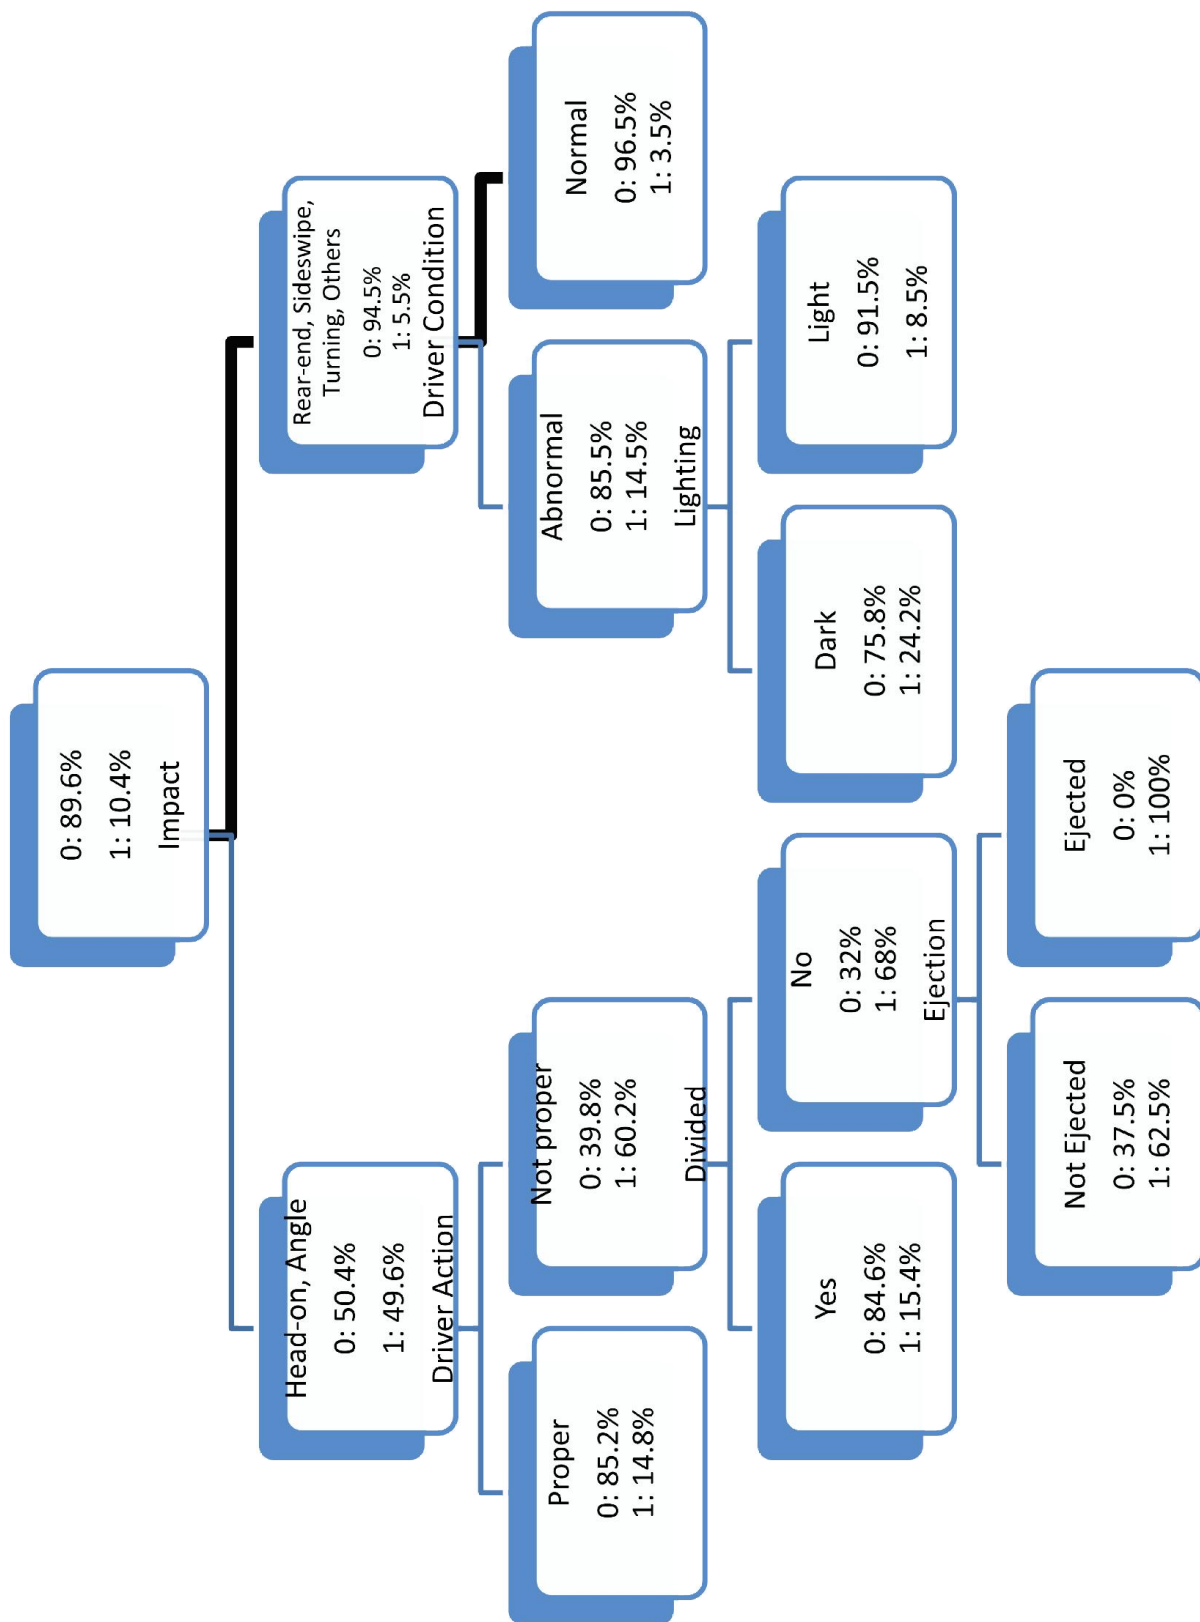 0: 89.6%
1: 10.4%
Impact
Head-on, Angle
0: 50.4%
1: 49.6%
Driver Action
Rear-end, Sideswipe,
Turning, Others
0: 94.5%
1: 5.5%
Driver Condition
Proper
0: 85.2%
1: 14.8%
Not proper
0: 39.8%
1: 60.2%
Divided
Abnormal
0: 85.5%
1: 14.5%
Lighting
Normal
0: 96.5%
1: 3.5%
Yes
0: 84.6%
1: 15.4%
No
0: 32%
1: 68%
Ejection
Dark
0: 75.8%
1: 24.2%
Light
0: 91.5%
1: 8.5%
Not Ejected
0: 37.5%
1: 62.5%
Ejected
0: 0%
1: 100%